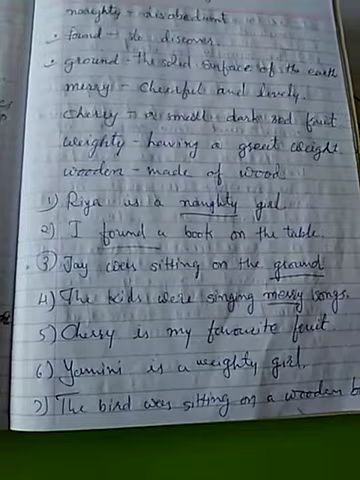 naughty - disobedient
found - to discover.
ground - the solid surface of the earth
merry - cheerful and lively.
cherry - a small dark red fruit
weighty - having a great weight
wooden - made of wood.
1) Riya is a naughty girl
2) I found a book on the table.
3) Jay was sitting on the ground
4) The kids were singing merry songs.
5) Cherry is my favourite fruit.
6) Yamini is a weighty girl.
7) The bird was sitting on a wooden